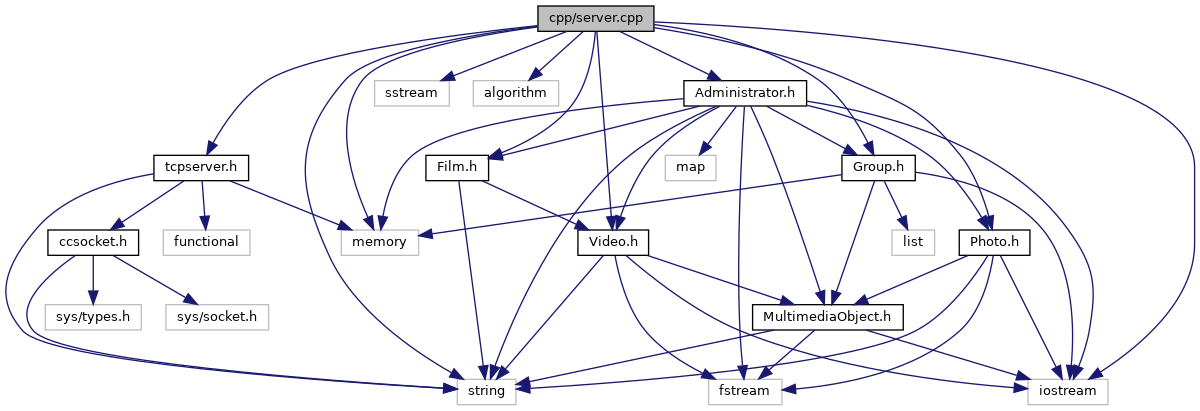 cpp/server.cpp
sstream
algorithm
Administrator.h
tcpserver.h
Film.h
map
Group.h
ccsocket.h
functional
memory
Video.h
list
Photo.h
sys/types.h
sys/socket.h
MultimediaObject.h
string
fstream
iostream